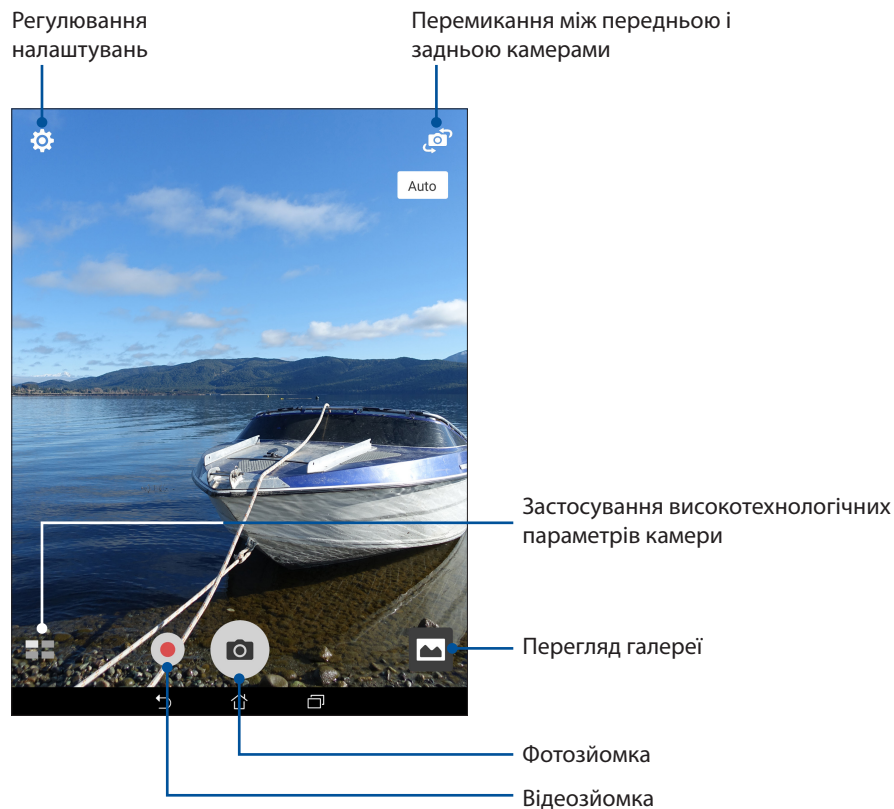 Регулювання
налаштувань
Перемикання між передньою і
задньою камерами
Auto
Застосування високотехнологічних
параметрів камери
Перегляд галереї
Фотозйомка
Відеозйомка